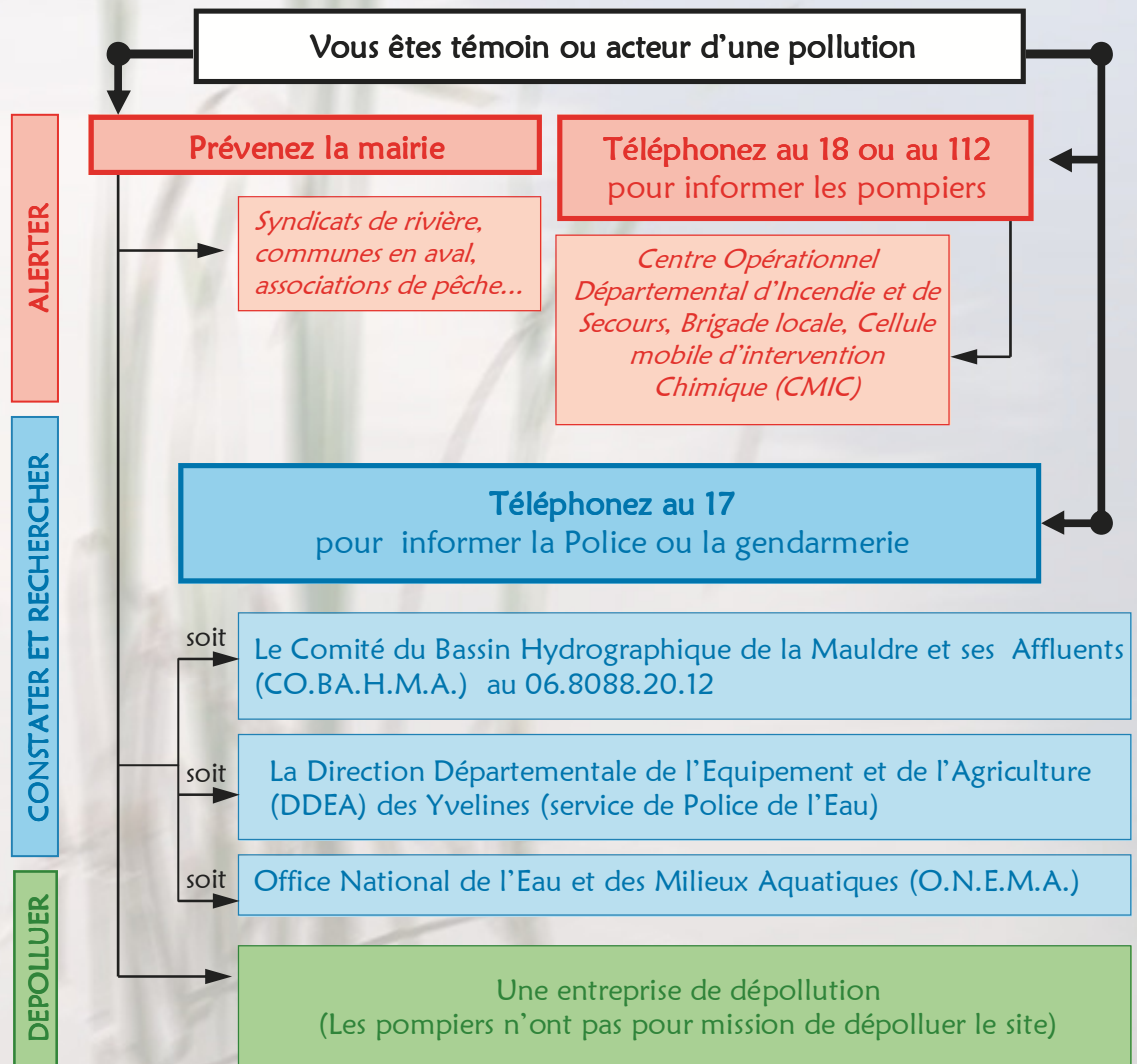 Vous êtes témoin ou acteur d'une pollution
ALERTER
Prévenez la mairie
Syndicats de rivière,
communes en aval,
associations de pêche...
Téléphonez au 18 ou au 112
pour informer les pompiers
Centre Opérationnel
Départemental d'Incendie et de
Secours, Brigade locale, Cellule
mobile d'intervention
Chimique (CMIC)
CONSTATER ET RECHERCHER
Téléphonez au 17
pour informer la Police ou la gendarmerie
soit
Le Comité du Bassin Hydrographique de la Mauldre et ses Affluents
(CO.BA.H.M.A.) au 06.8088.20.12
soit
La Direction Départementale de l'Equipement et de l'Agriculture
(DDEA) des Yvelines (service de Police de l'Eau)
soit
Office National de l'Eau et des Milieux Aquatiques (O.N.E.M.A.)
DEPOLLUER
Une entreprise de dépollution
(Les pompiers n'ont pas pour mission de dépolluer le site)